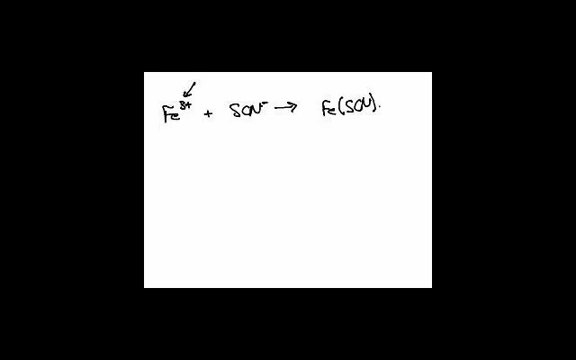 Fe³⁺ + SCN⁻ → Fe(SCN).